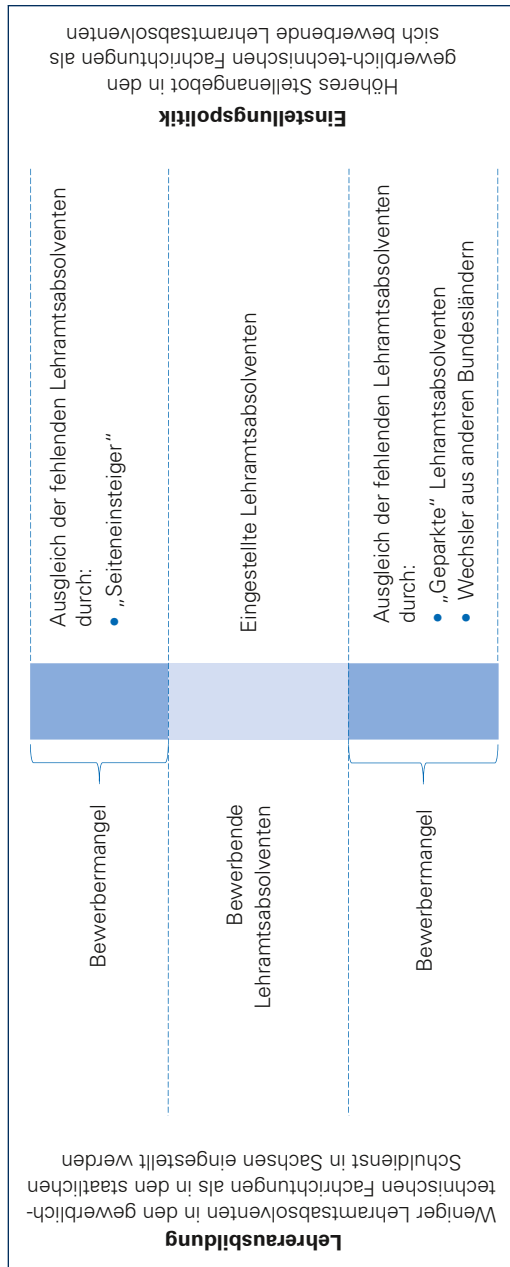 Lehrerausbildung
Weniger Lehramtsabsolventen in den gewerblich-
technischen Fachrichtungen als in den staatlichen
Schuldienst in Sachsen eingestellt werden
Bewerbermangel
Bewerbende
Lehramtsabsolventen
Bewerbermangel
Ausgleich der fehlenden Lehramtsabsolventen
durch:
• „Seiteneinsteiger“
Eingestellte Lehramtsabsolventen
Ausgleich der fehlenden Lehramtsabsolventen
durch:
• „Geparkte“ Lehramtsabsolventen
• Wechsler aus anderen Bundesländern
Einstellungspolitik
Höheres Stellenangebot in den
gewerblich-technischen Fachrichtungen als
sich bewerbende Lehramtsabsolventen